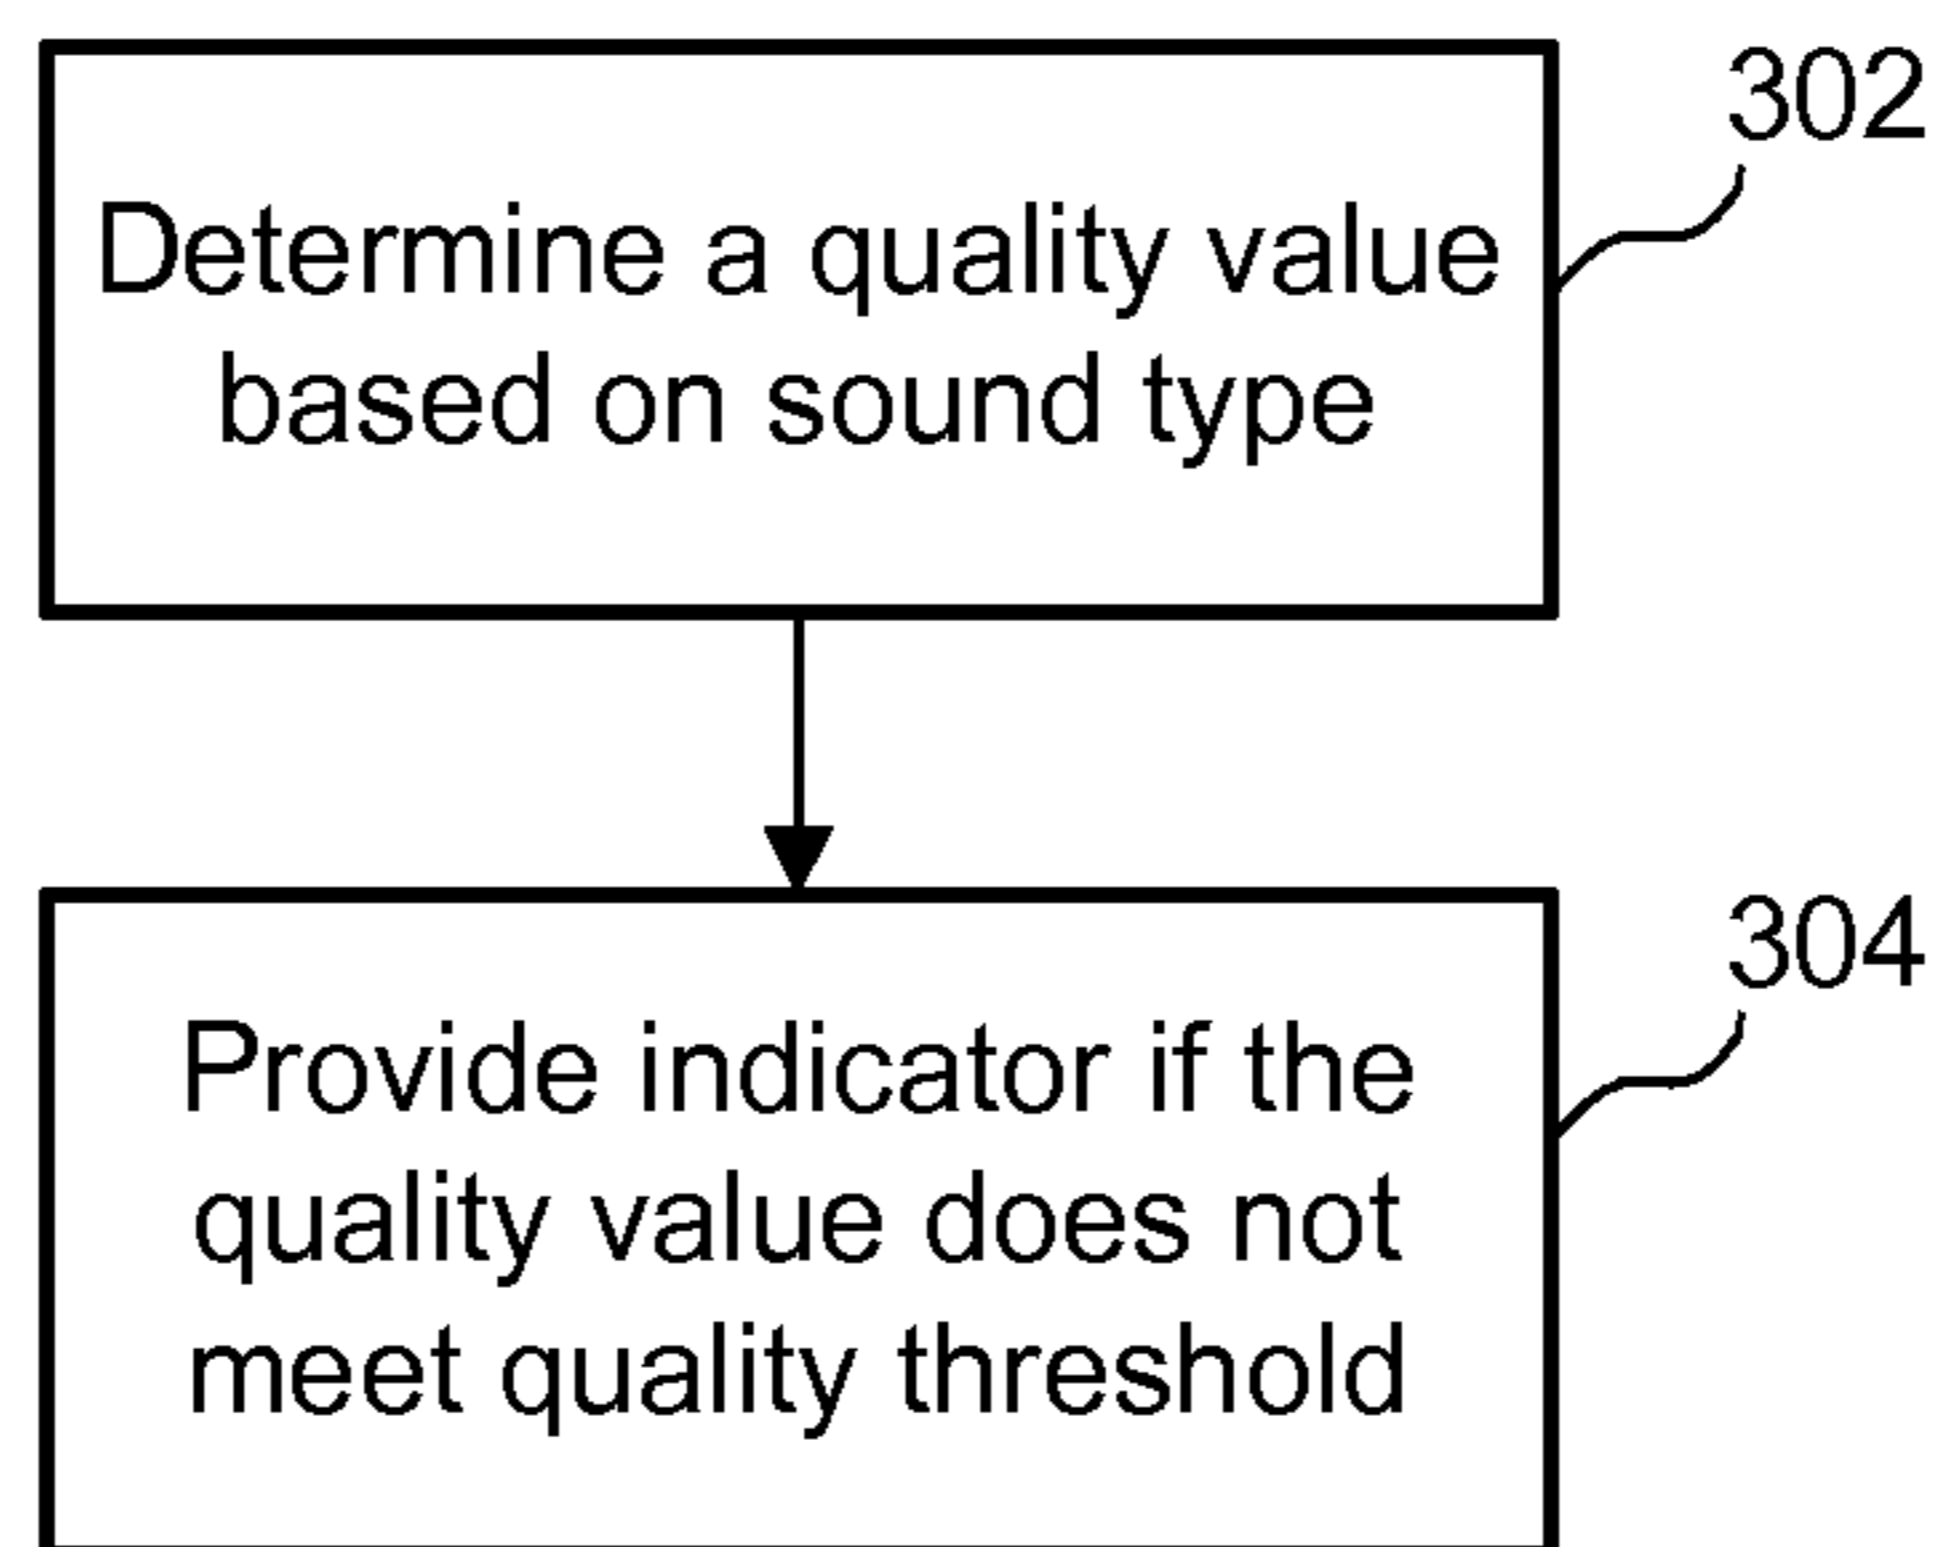 302
Determine a quality value
based on sound type
304
Provide indicator if the
quality value does not
meet quality threshold